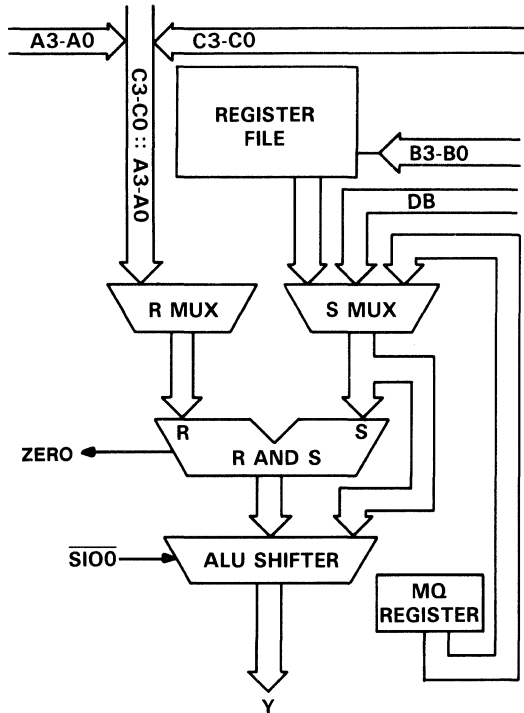 A3-A0
C3-C0
C3-C0 :: A3-A0
REGISTER
FILE
B3-B0
DB
R MUX
S MUX
R
S
R AND S
ZERO
SIO0
ALU SHIFTER
MQ
REGISTER
Y